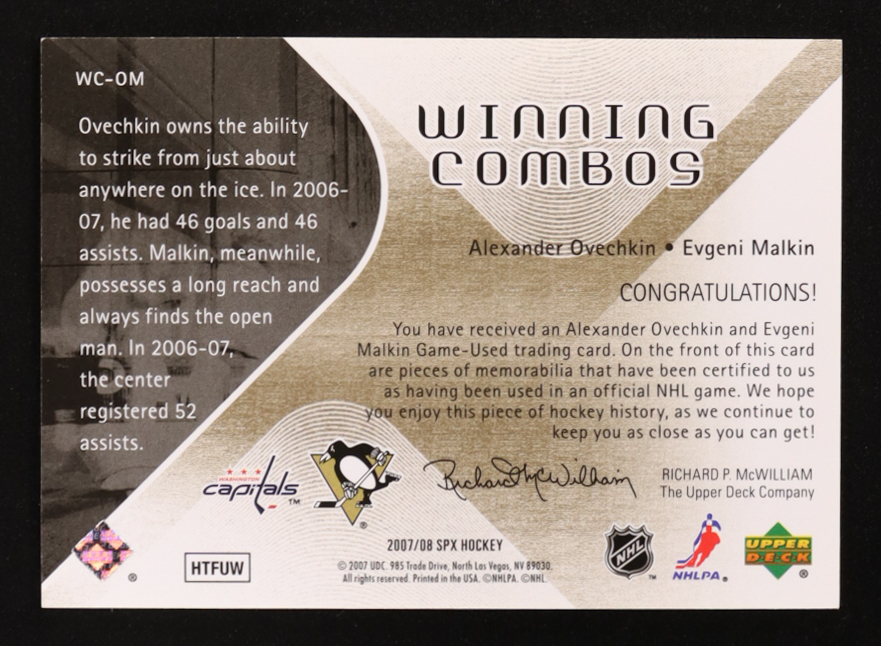 WC-OM
Ovechkin owns the ability
to strike from just about
anywhere on the ice. In 2006-
07, he had 46 goals and 46
assists. Malkin, meanwhile,
possesses a long reach and
always finds the open
man. In 2006-07,
the center
registered 52
assists.
WINNING
COMBOS
Alexander Ovechkin • Evgeni Malkin
CONGRATULATIONS!
You have received an Alexander Ovechkin and Evgeni
Malkin Game-Used trading card. On the front of this card
are pieces of memorabilia that have been certified to us
as having been used in an official NHL game. We hope
you enjoy this piece of hockey history, as we continue to
keep you as close as you can get!
Richard P. McWilliam
RICHARD P. McWILLIAM
The Upper Deck Company
WASHINGTON
capitals™
®
2007/08 SPX HOCKEY
© 2007 UDC. 985 Trade Drive, North Las Vegas, NV 89030.
All rights reserved. Printed in the USA. ©NHLPA. ©NHL.
HTFUW
®
NHL™
NHLPA®
UPPER
DECK®